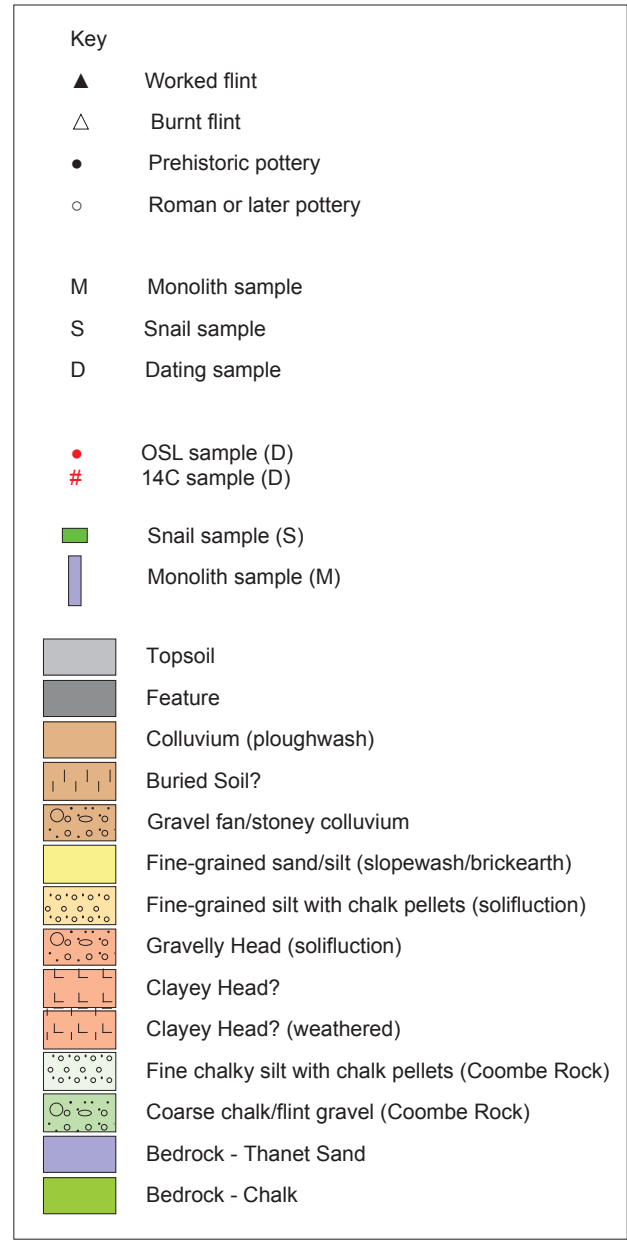 Key
▲ Worked flint
△ Burnt flint
● Prehistoric pottery
○ Roman or later pottery
M Monolith sample
S Snail sample
D Dating sample
● OSL sample (D)
# 14C sample (D)
Snail sample (S)
Monolith sample (M)
Topsoil
Feature
Colluvium (ploughwash)
Buried Soil?
Gravel fan/stoney colluvium
Fine-grained sand/silt (slopewash/brickearth)
Fine-grained silt with chalk pellets (solifluction)
Gravelly Head (solifluction)
Clayey Head?
Clayey Head? (weathered)
Fine chalky silt with chalk pellets (Coombe Rock)
Coarse chalk/flint gravel (Coombe Rock)
Bedrock - Thanet Sand
Bedrock - Chalk